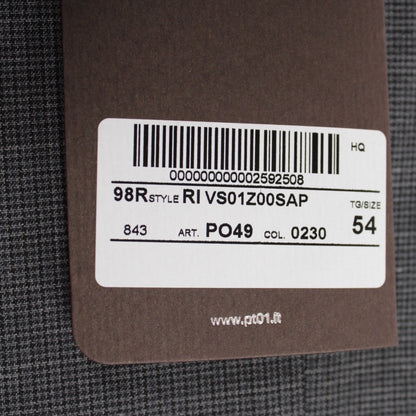 HQ
000000000002592508
98R STYLE RI VS01Z00SAP
TG/SIZE
843 ART. PO49 COL. 0230 54
www.pt01.it